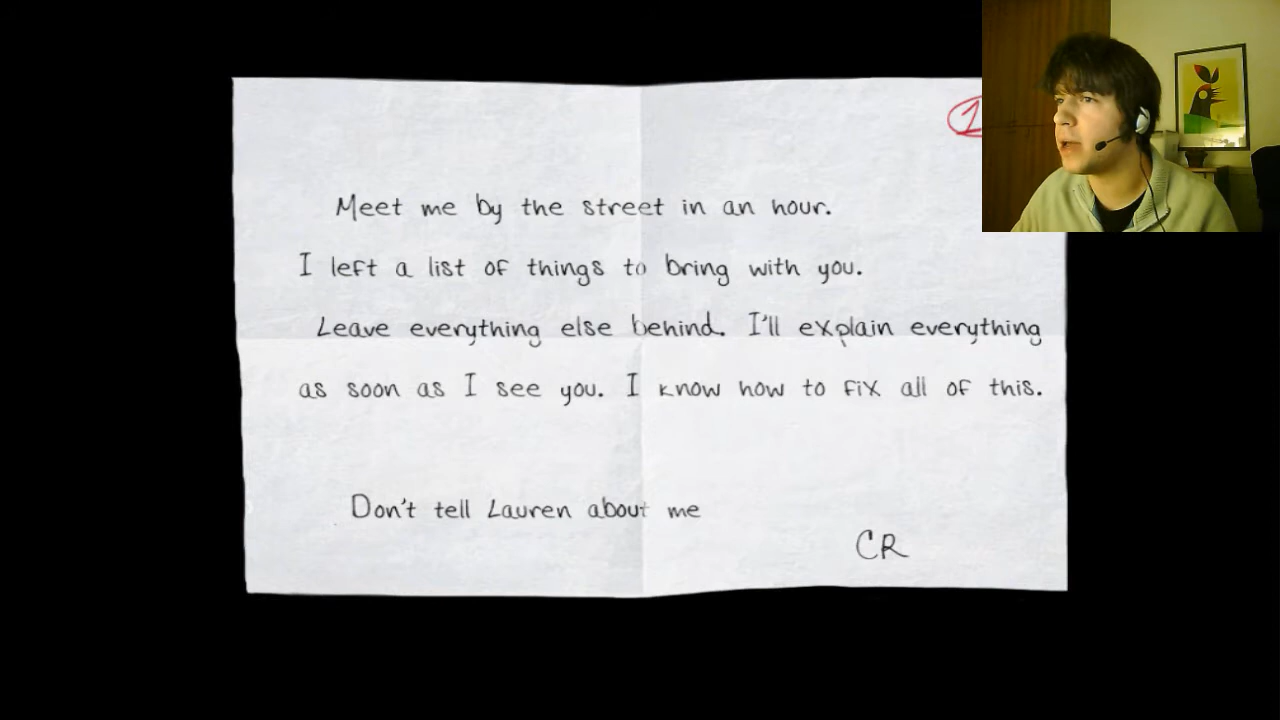 1
Meet me by the street in an hour.
I left a list of things to bring with you.
Leave everything else behind. I'll explain everything
as soon as I see you. I know how to fix all of this.
Don't tell Lauren about me
CR